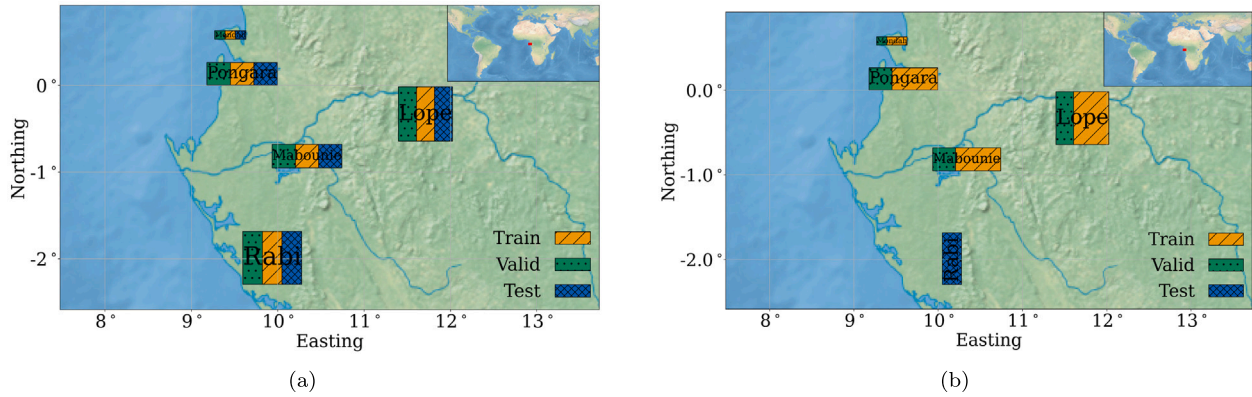 Mondah
Pongara
0°
Lope
Mabounie
-1°
Rabi
-2°
Train
Valid
Test
8° 9° 10° 11° 12° 13°
Northing
Easting
(a)
Pongara
0.0°
Lope
Mabounie
-1.0°
Rabi
-2.0°
Train
Valid
Test
8° 9° 10° 11° 12° 13°
Northing
Easting
(b)